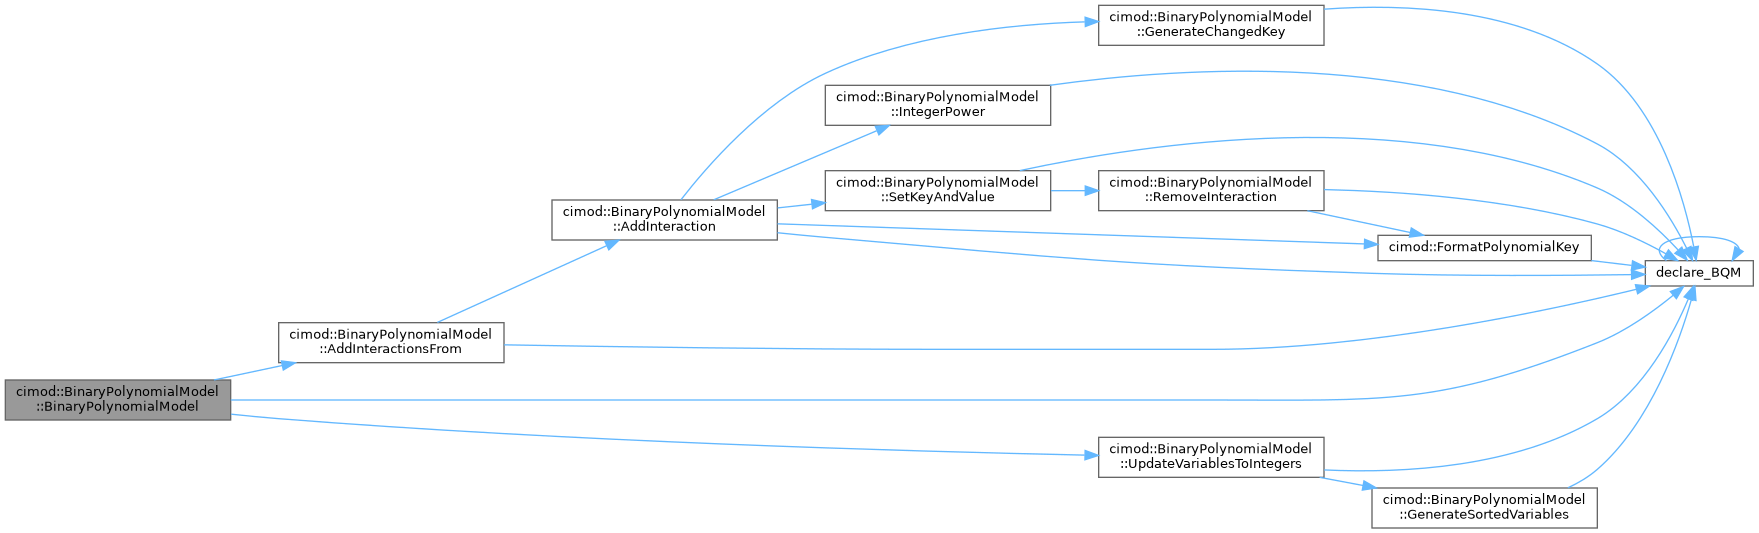 cimod::BinaryPolynomialModel
::GenerateChangedKey
cimod::BinaryPolynomialModel
::IntegerPower
cimod::BinaryPolynomialModel
::SetKeyAndValue
cimod::BinaryPolynomialModel
::RemoveInteraction
cimod::BinaryPolynomialModel
::AddInteraction
cimod::FormatPolynomialKey
declare_BQM
cimod::BinaryPolynomialModel
::AddInteractionsFrom
cimod::BinaryPolynomialModel
::BinaryPolynomialModel
cimod::BinaryPolynomialModel
::UpdateVariablesToIntegers
cimod::BinaryPolynomialModel
::GenerateSortedVariables